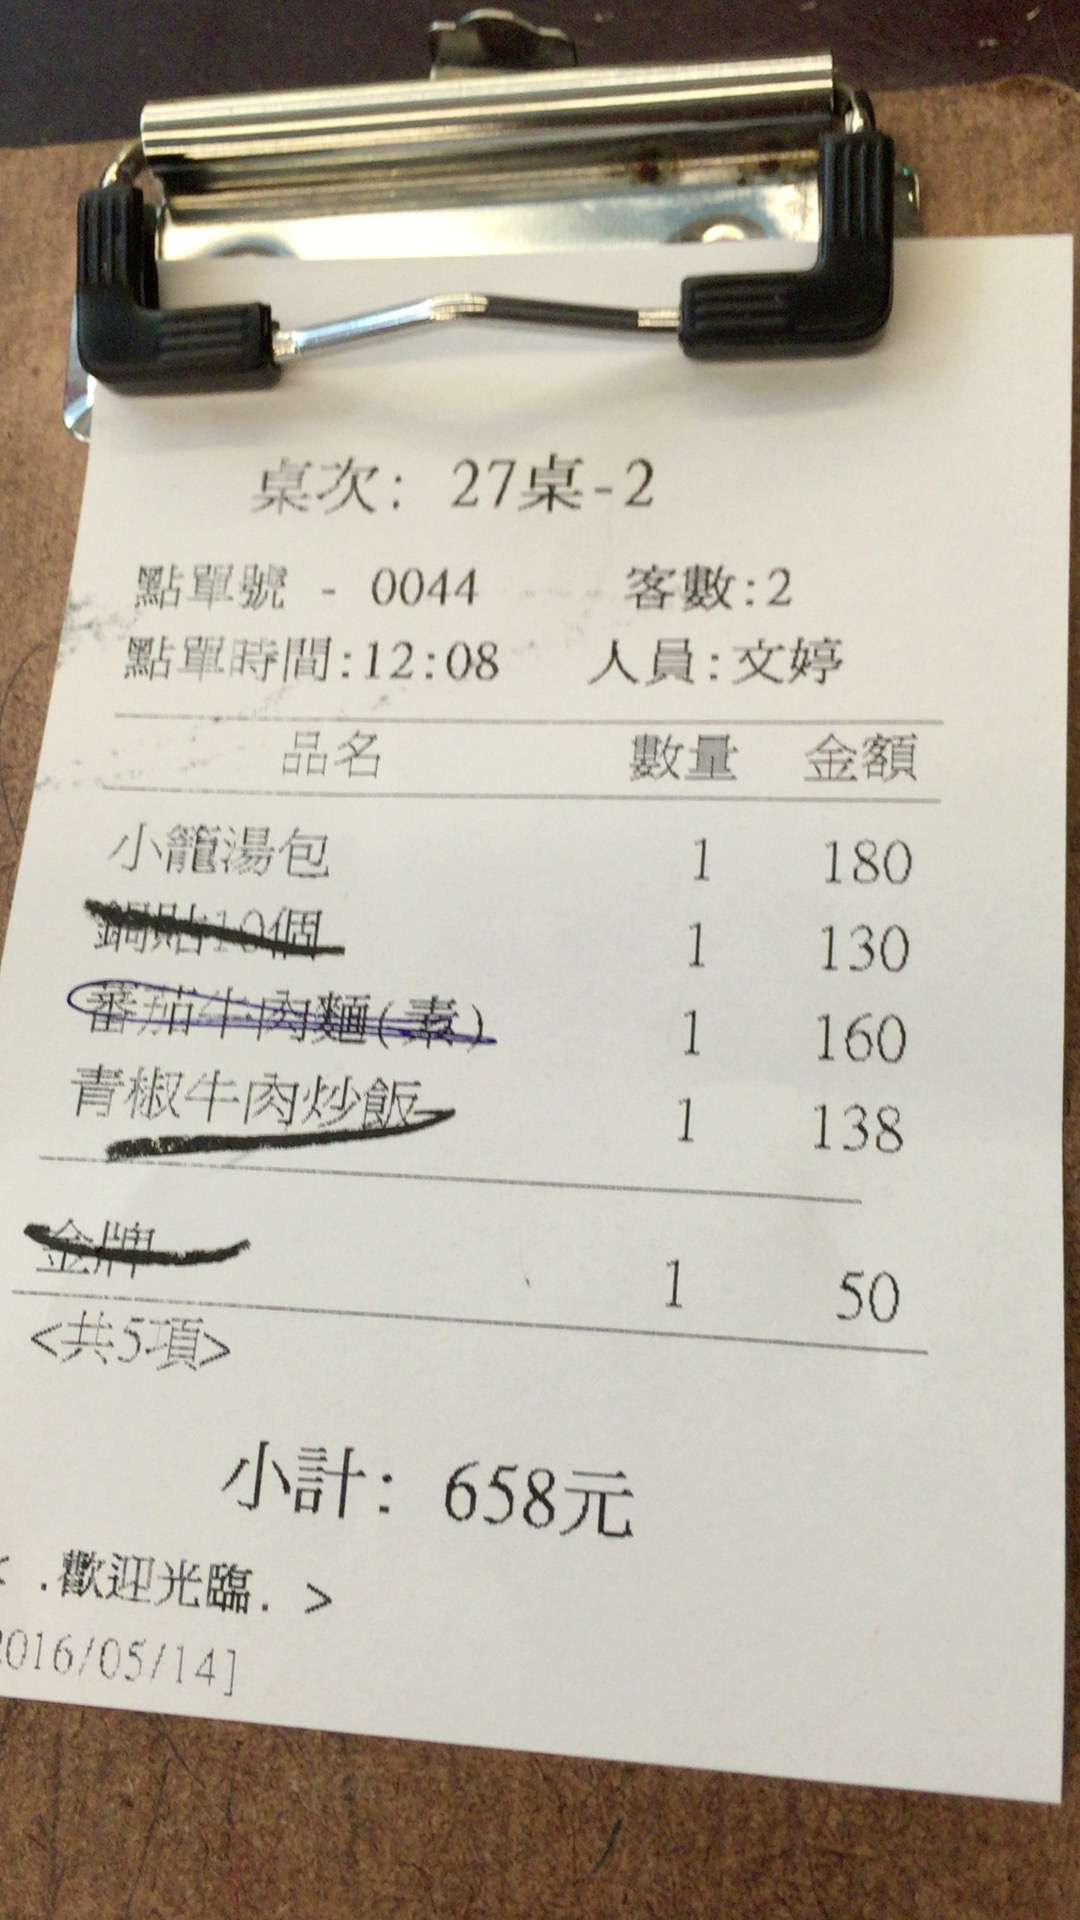 桌次: 27桌-2
點單號 - 0044 客數:2
點單時間:12:08 人員:文婷
品名 數量 金額
小籠湯包 1 180
鍋貼10個 1 130
蕃茄牛肉麵(素) 1 160
青椒牛肉炒飯 1 138
金牌 1 50
<共5項>
小計: 658元
< .歡迎光臨. >
2016/05/14]